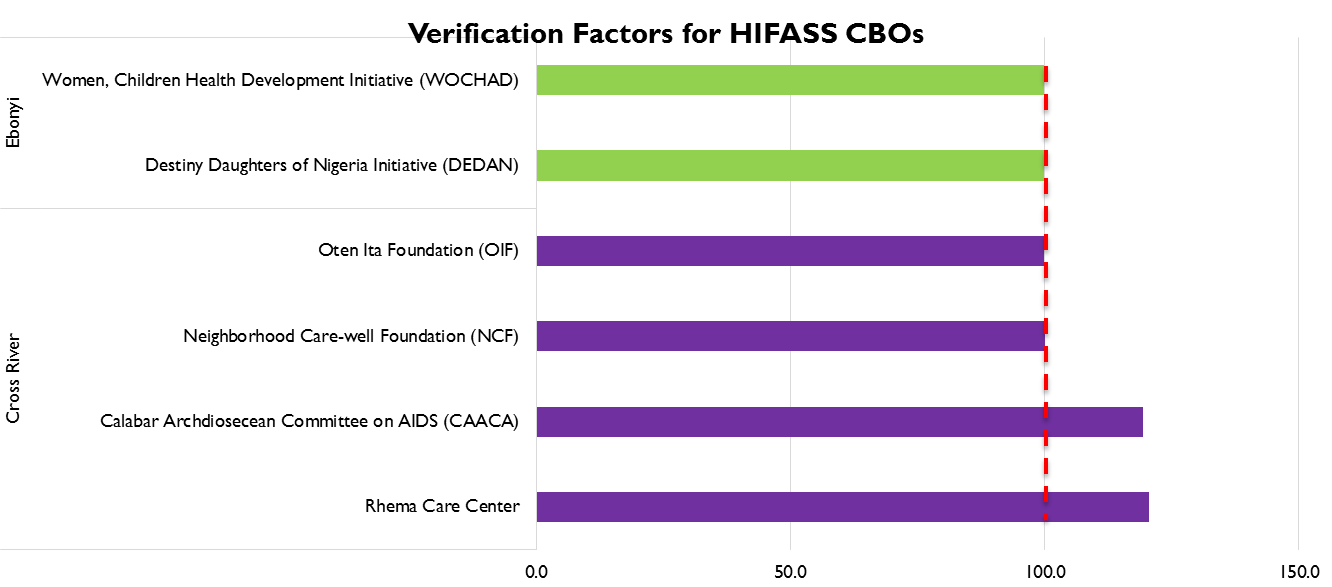 Verification Factors for HIFASS CBOs
Ebonyi
Women, Children Health Development Initiative (WOCHAD)
Destiny Daughters of Nigeria Initiative (DEDAN)
Cross River
Oten Ita Foundation (OIF)
Neighborhood Care-well Foundation (NCF)
Calabar Archdiosecean Committee on AIDS (CAACA)
Rhema Care Center
0.0 50.0 100.0 150.0